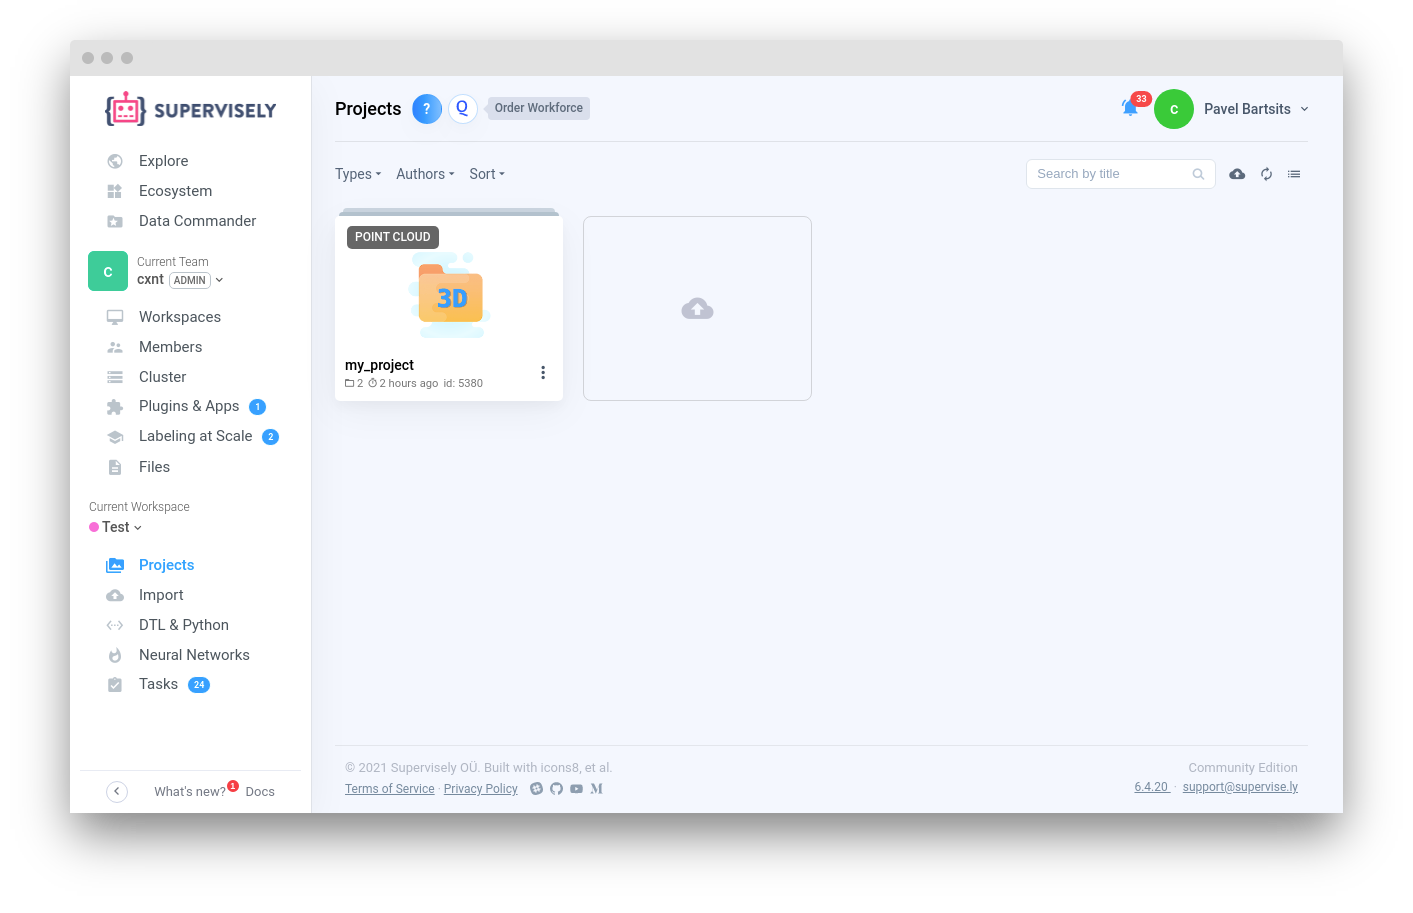 SUPERVISELY
Explore
Ecosystem
Data Commander
C
Current Team
cxnt ADMIN
Workspaces
Members
Cluster
Plugins & Apps 1
Labeling at Scale 2
Files
Current Workspace
Test
Projects
Import
DTL & Python
Neural Networks
Tasks 24
What's new? 1 Docs
Projects ? Q Order Workforce
33 C Pavel Bartsits
Types Authors Sort
Search by title
POINT CLOUD
3D
my_project
2 2 hours ago id: 5380
© 2021 Supervisely OÜ. Built with icons8, et al.
Terms of Service · Privacy Policy
Community Edition
6.4.20 · support@supervise.ly